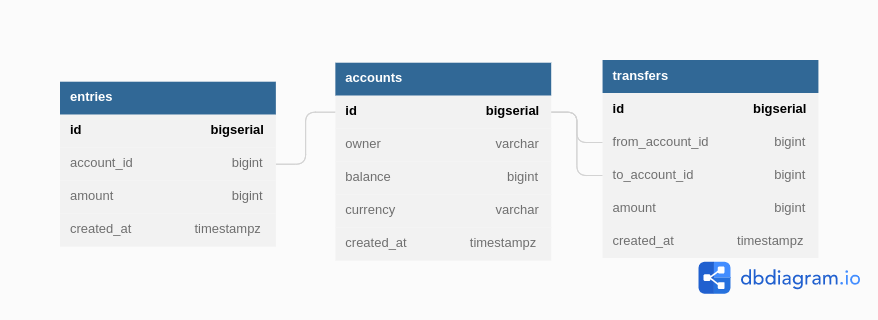 entries
id bigserial
account_id bigint
amount bigint
created_at timestampz
accounts
id bigserial
owner varchar
balance bigint
currency varchar
created_at timestampz
transfers
id bigserial
from_account_id bigint
to_account_id bigint
amount bigint
created_at timestampz
dbdiagram.io